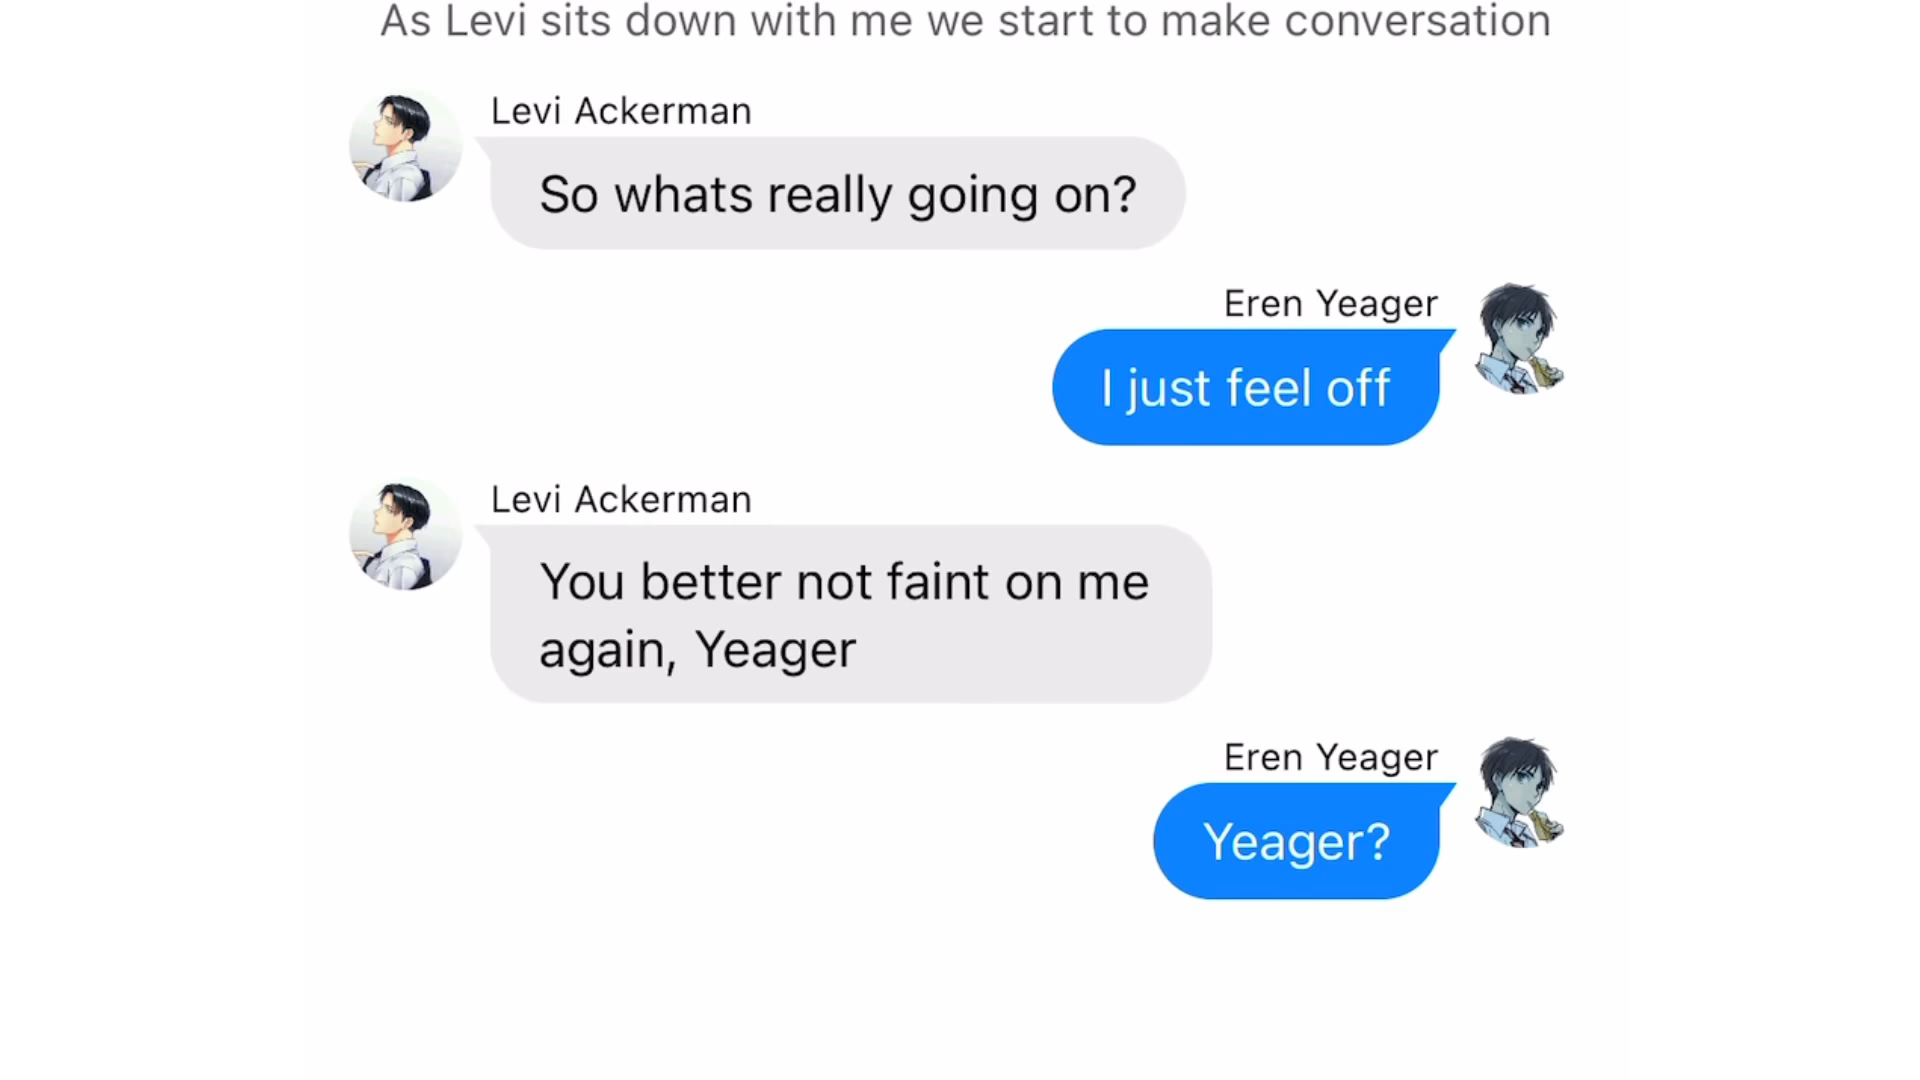 As Levi sits down with me we start to make conversation
Levi Ackerman
So whats really going on?
Eren Yeager
I just feel off
Levi Ackerman
You better not faint on me
again, Yeager
Eren Yeager
Yeager?